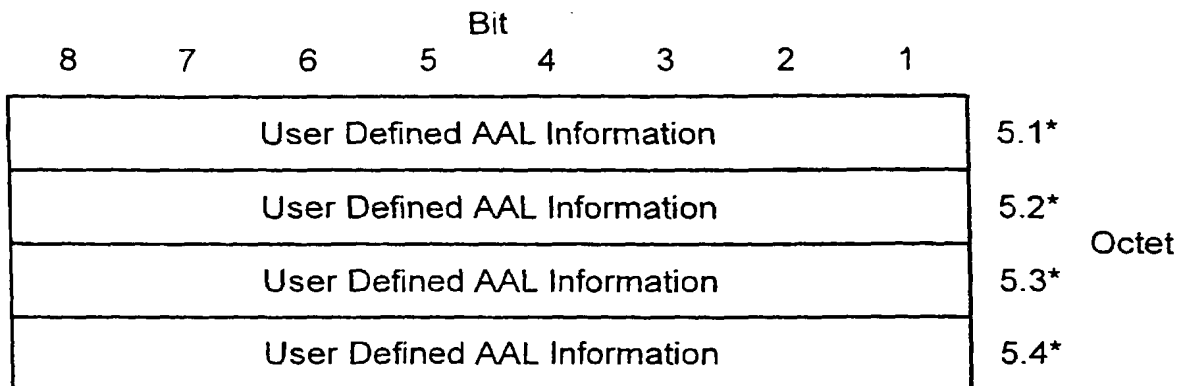 Bit
8 7 6 5 4 3 2 1
User Defined AAL Information 5.1*
User Defined AAL Information 5.2*
Octet
User Defined AAL Information 5.3*
User Defined AAL Information 5.4*